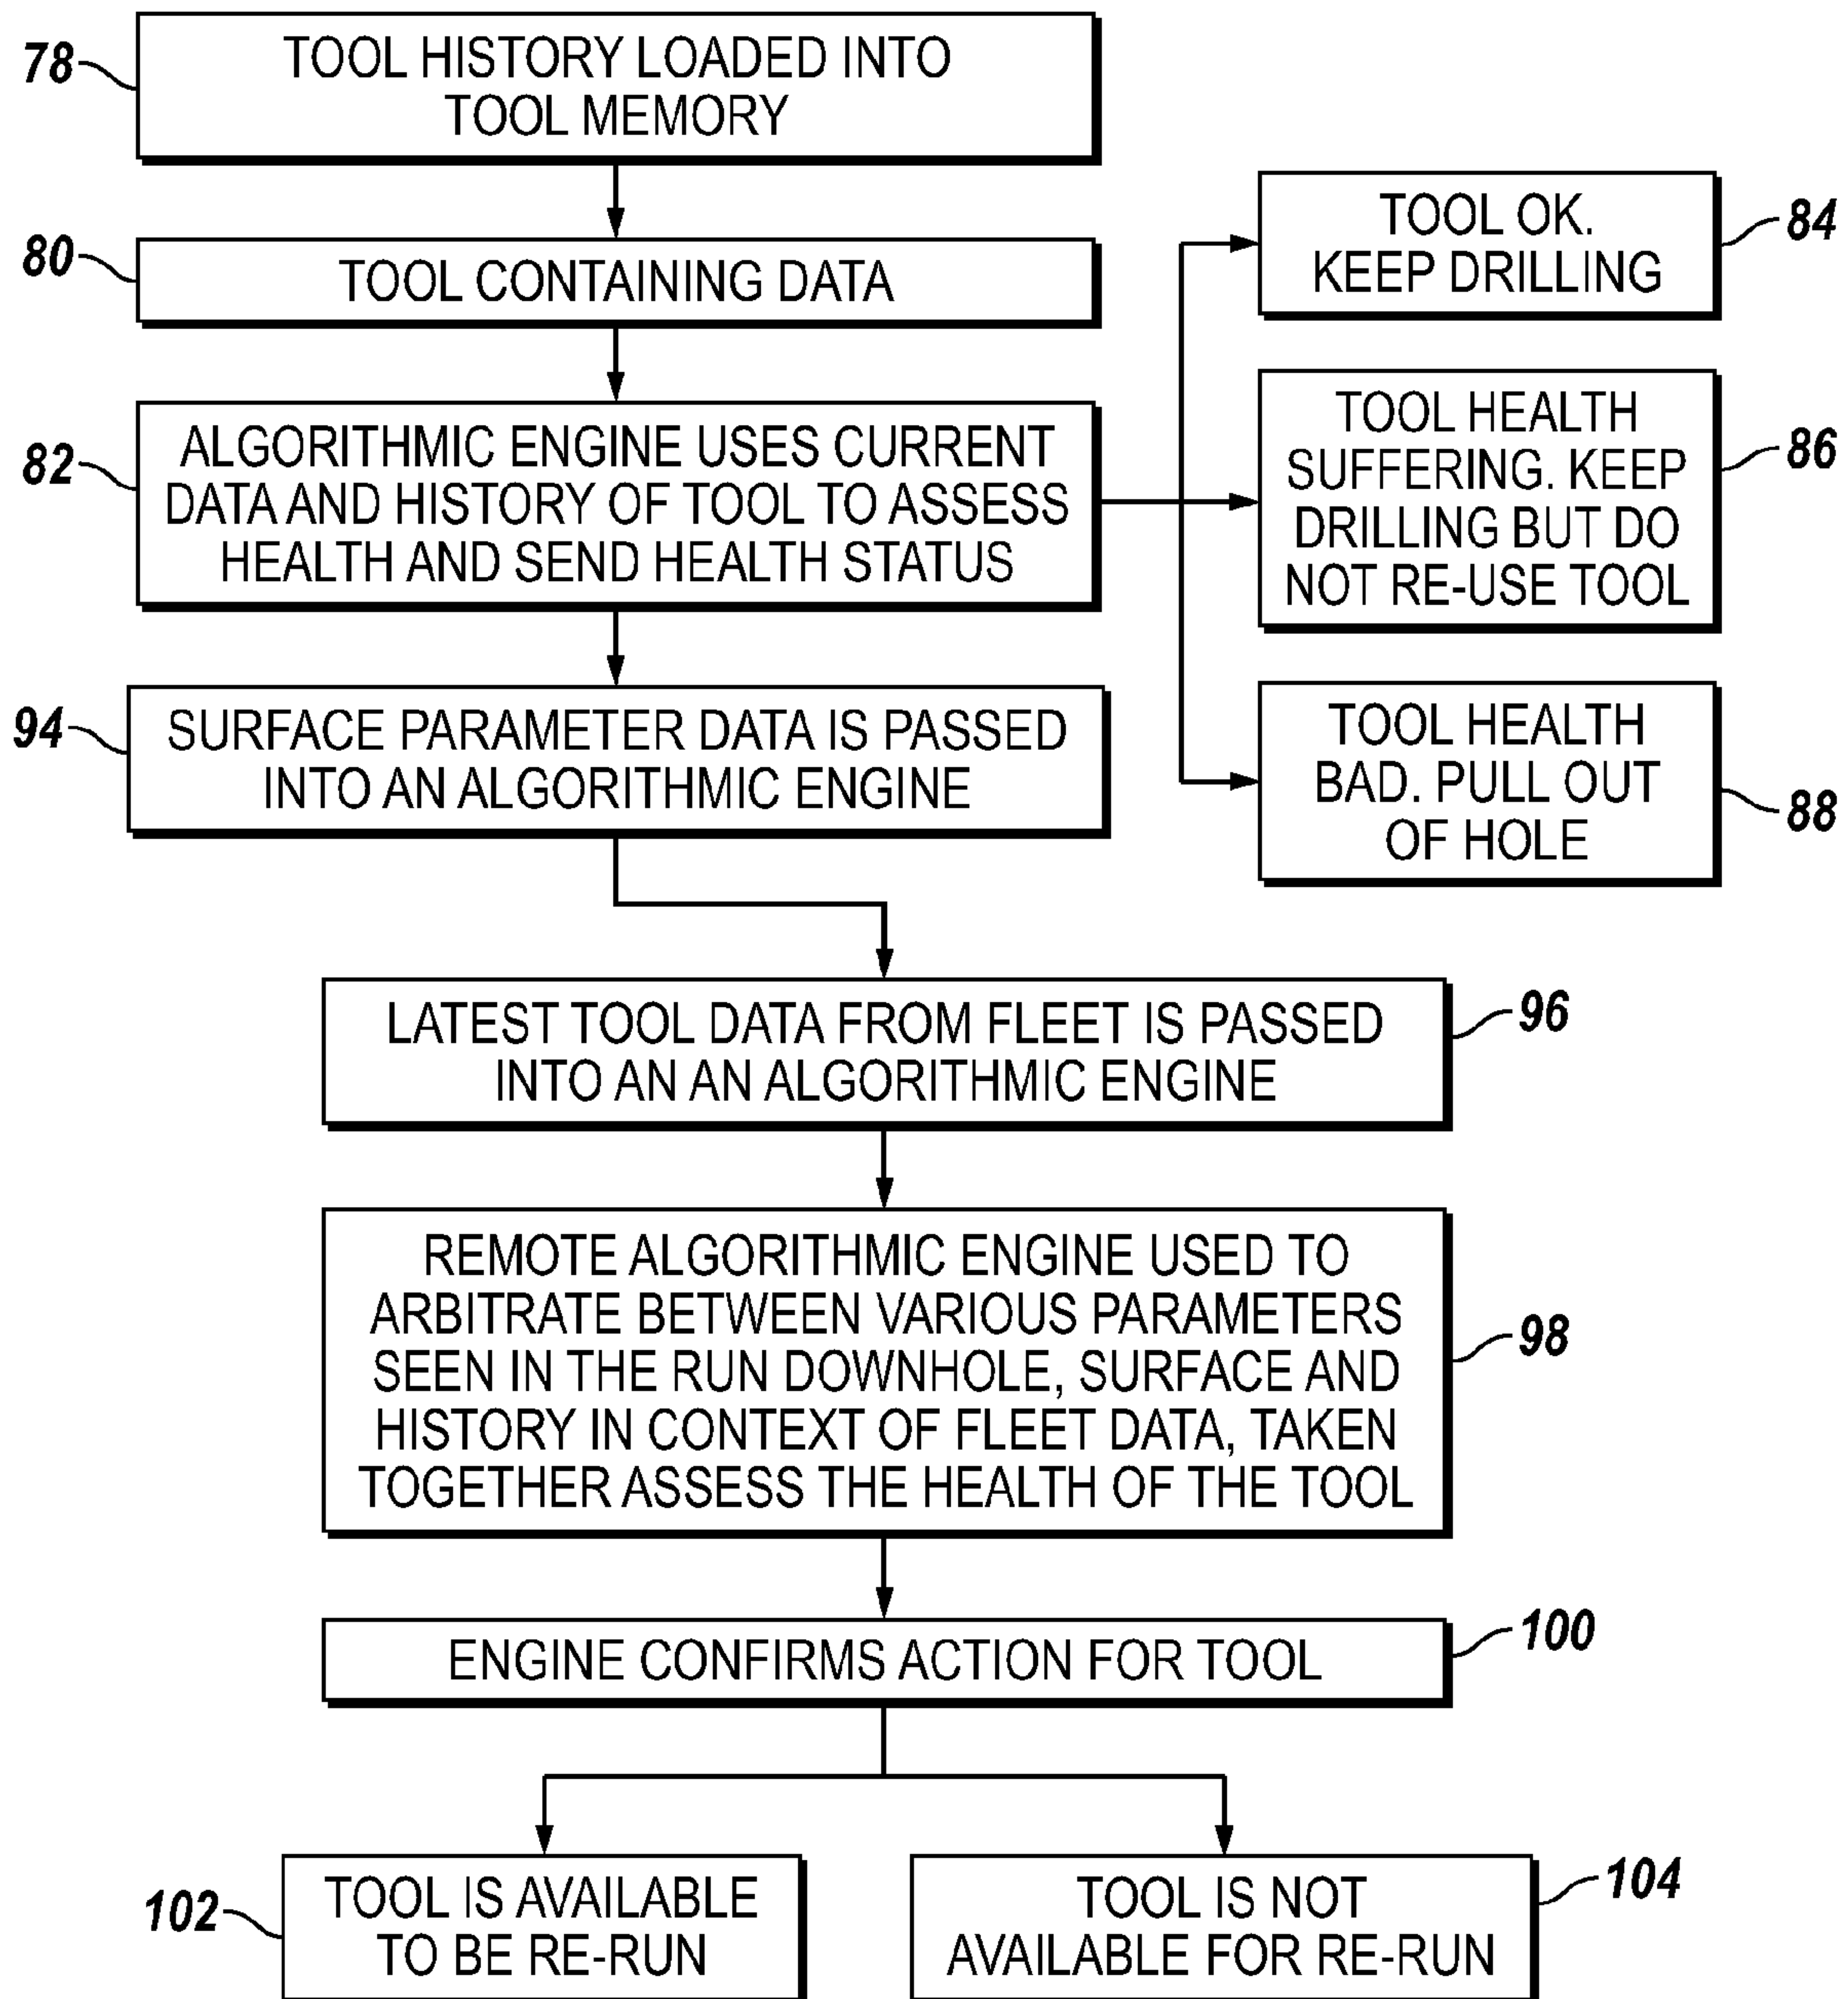 78
TOOL HISTORY LOADED INTO
TOOL MEMORY
80
TOOL CONTAINING DATA
82
ALGORITHMIC ENGINE USES CURRENT
DATA AND HISTORY OF TOOL TO ASSESS
HEALTH AND SEND HEALTH STATUS
TOOL OK.
KEEP DRILLING
84
TOOL HEALTH
SUFFERING. KEEP
DRILLING BUT DO
NOT RE-USE TOOL
86
TOOL HEALTH
BAD. PULL OUT
OF HOLE
88
94
SURFACE PARAMETER DATA IS PASSED
INTO AN ALGORITHMIC ENGINE
LATEST TOOL DATA FROM FLEET IS PASSED
INTO AN AN ALGORITHMIC ENGINE
96
REMOTE ALGORITHMIC ENGINE USED TO
ARBITRATE BETWEEN VARIOUS PARAMETERS
SEEN IN THE RUN DOWNHOLE, SURFACE AND
HISTORY IN CONTEXT OF FLEET DATA, TAKEN
TOGETHER ASSESS THE HEALTH OF THE TOOL
98
ENGINE CONFIRMS ACTION FOR TOOL
100
102
TOOL IS AVAILABLE
TO BE RE-RUN
TOOL IS NOT
AVAILABLE FOR RE-RUN
104